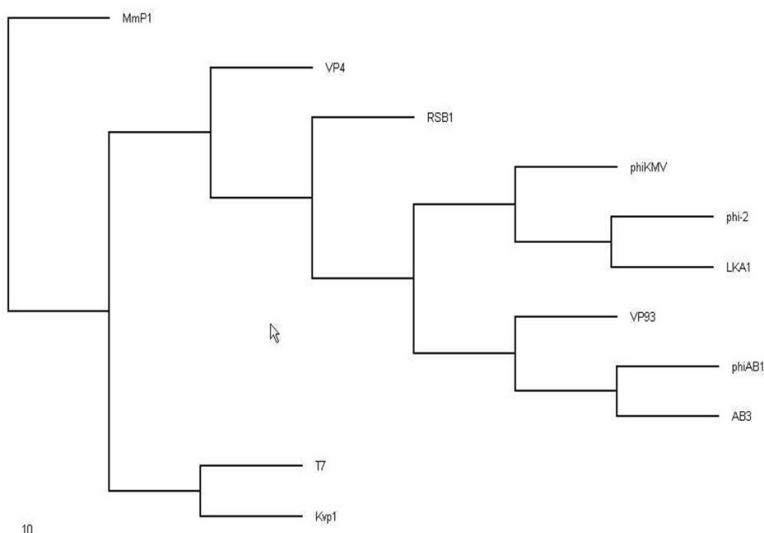 MmP1
VP4
RSB1
phiKMV
phi-2
LKA1
VP93
phiAB1
AB3
T7
Kvp1
10